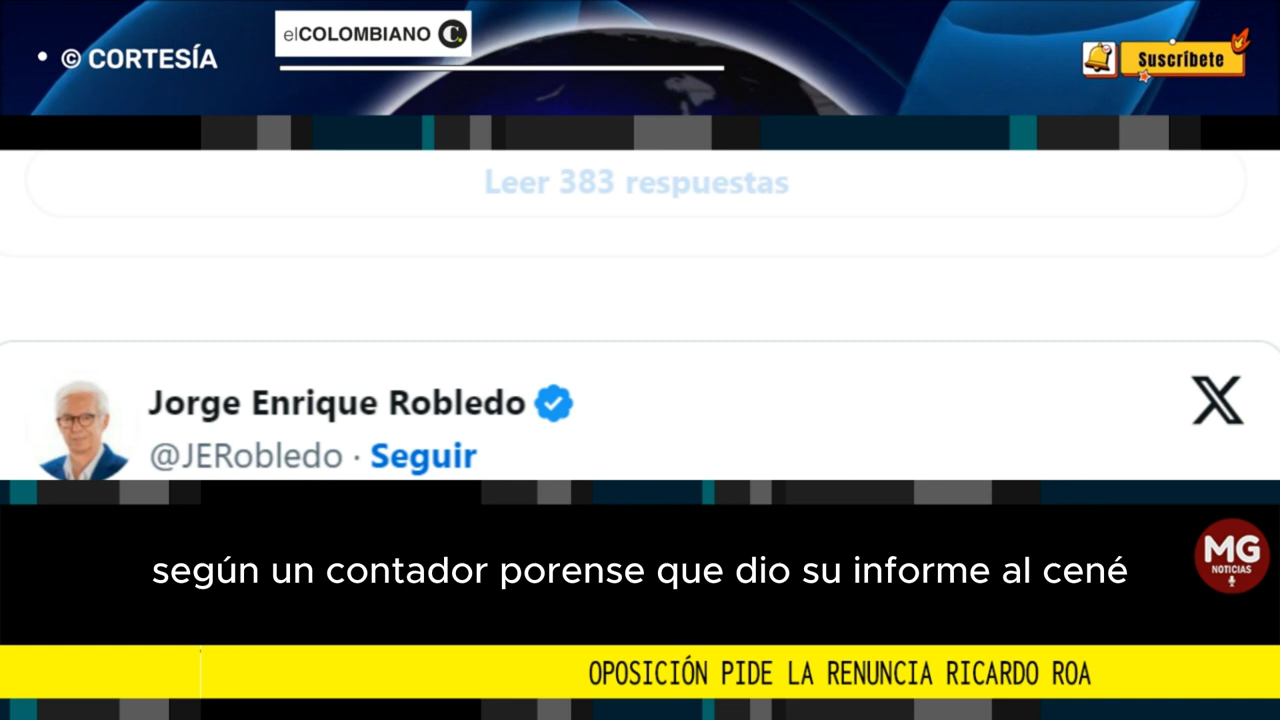 © CORTESÍA
elCOLOMBIANO C
Suscríbete
Leer 383 respuestas
Jorge Enrique Robledo
@JERobledo · Seguir
según un contador porense que dio su informe al cené
MG
NOTICIAS
OPOSICIÓN PIDE LA RENUNCIA RICARDO ROA